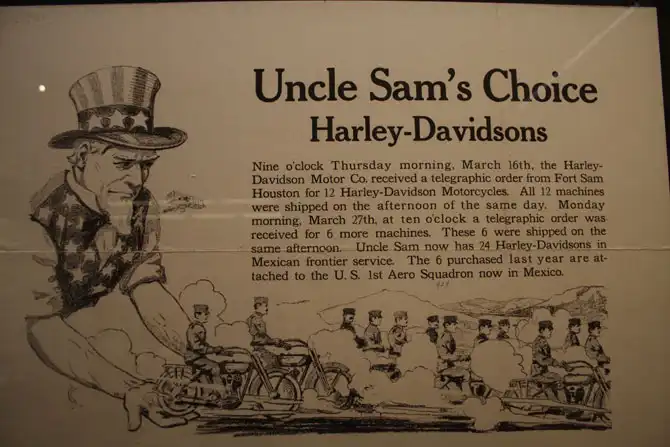 Uncle Sam's Choice
Harley-Davidsons
Nine o'clock Thursday morning, March 16th, the Harley-
Davidson Motor Co. received a telegraphic order from Fort Sam
Houston for 12 Harley-Davidson Motorcycles. All 12 machines
were shipped on the afternoon of the same day. Monday
morning, March 27th, at ten o'clock a telegraphic order was
received for 6 more machines. These 6 were shipped on the
same afternoon. Uncle Sam now has 24 Harley-Davidsons in
Mexican frontier service. The 6 purchased last year are at-
tached to the U. S. 1st Aero Squadron now in Mexico.